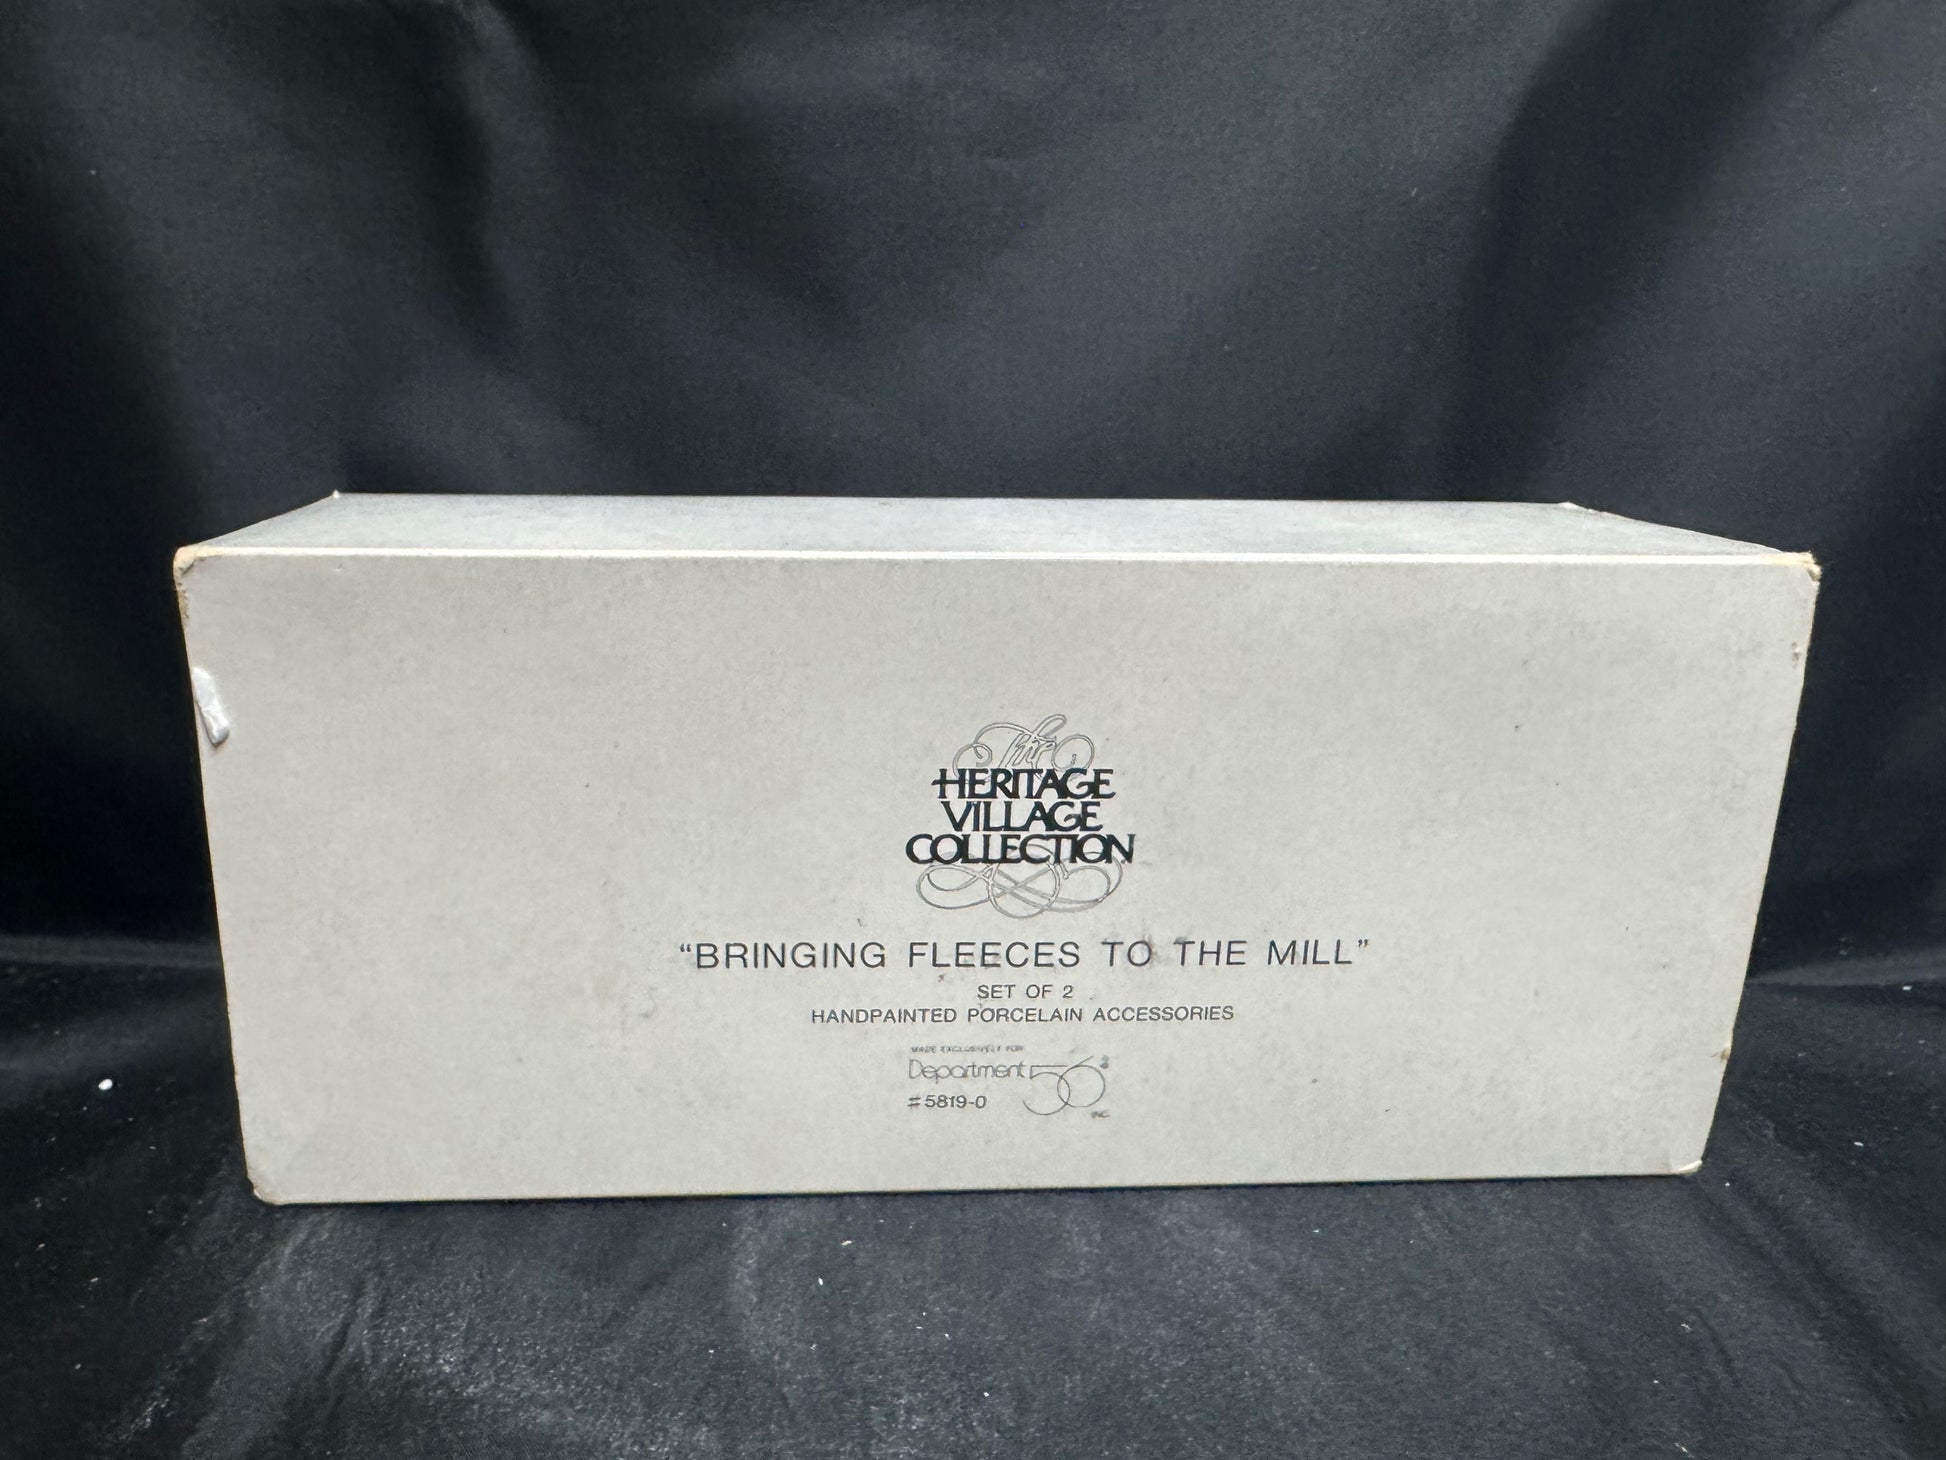 The
HERITAGE
VILLAGE
COLLECTION
“BRINGING FLEECES TO THE MILL”
SET OF 2
HANDPAINTED PORCELAIN ACCESSORIES
MADE EXCLUSIVELY FOR
Department 56
INC.
#5819-0